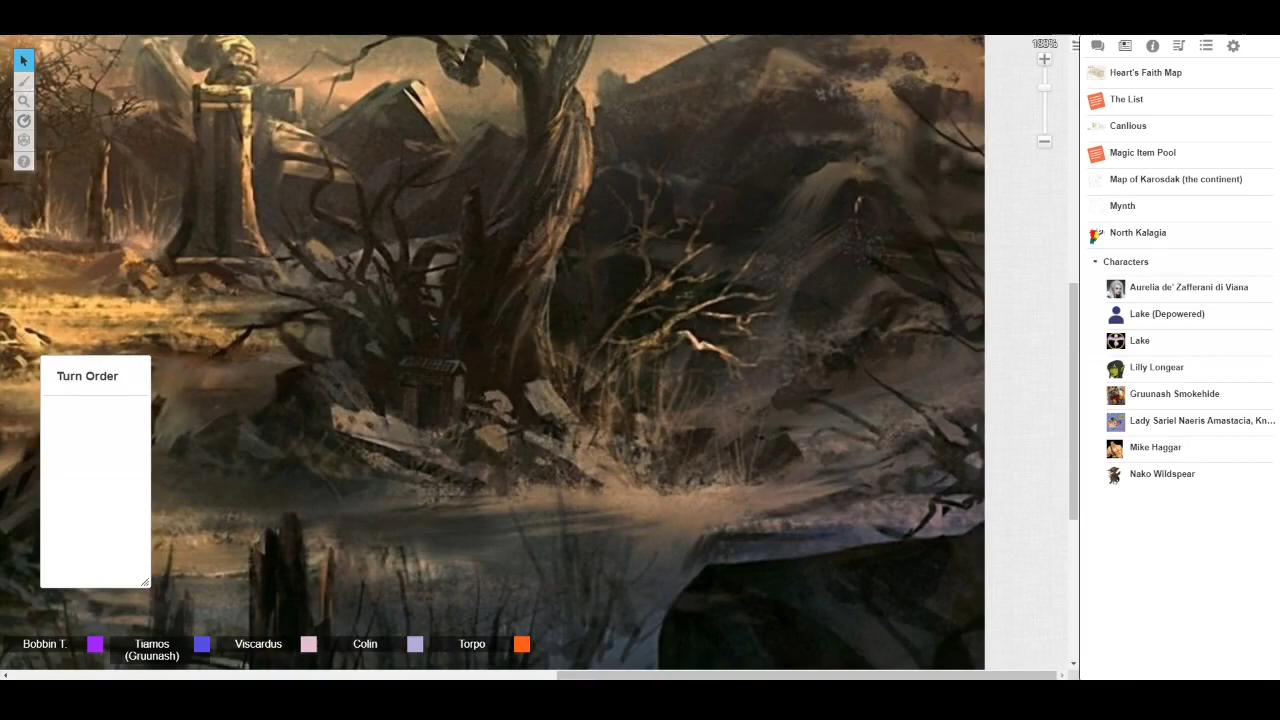 Heart's Faith Map
The List
Canlious
Magic Item Pool
Map of Karosdak (the continent)
Mynth
North Kalagia
Characters
Aurelia de' Zafferani di Viana
Lake (Depowered)
Lake
Lilly Longear
Gruunash Smokehide
Lady Sariel Naeris Amastacia, Kn...
Mike Haggar
Nako Wildspear
Turn Order
Bobbin T.
Tiamos
(Gruunash)
Viscardus
Colin
Torpo